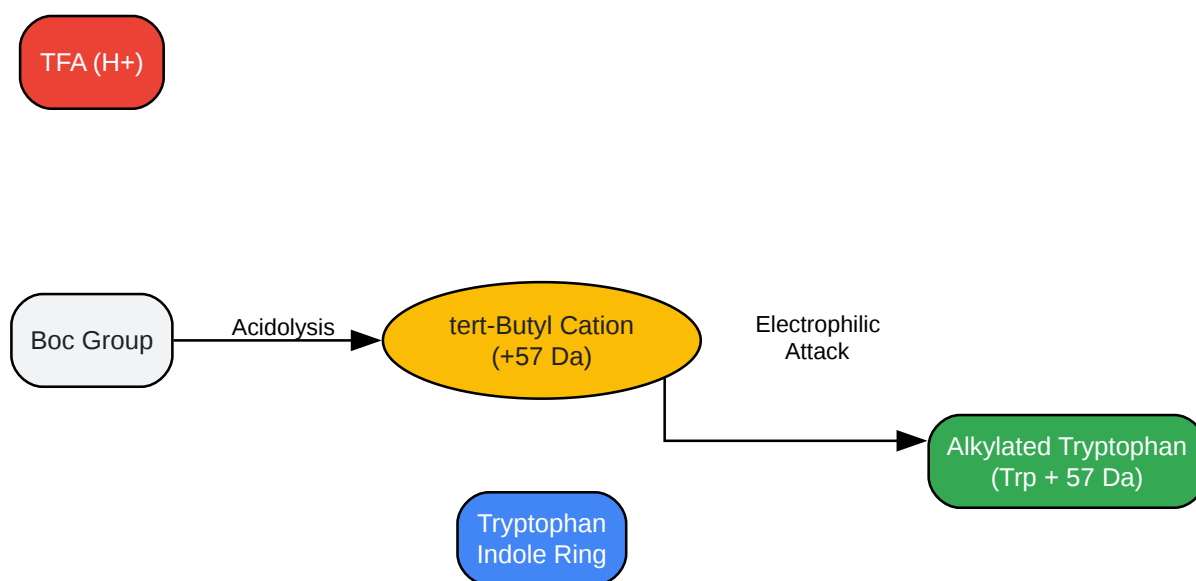 TFA (H+)
Boc Group
Acidolysis
tert-Butyl Cation
(+57 Da)
Electrophilic
Attack
Alkylated Tryptophan
(Trp + 57 Da)
Tryptophan
Indole Ring